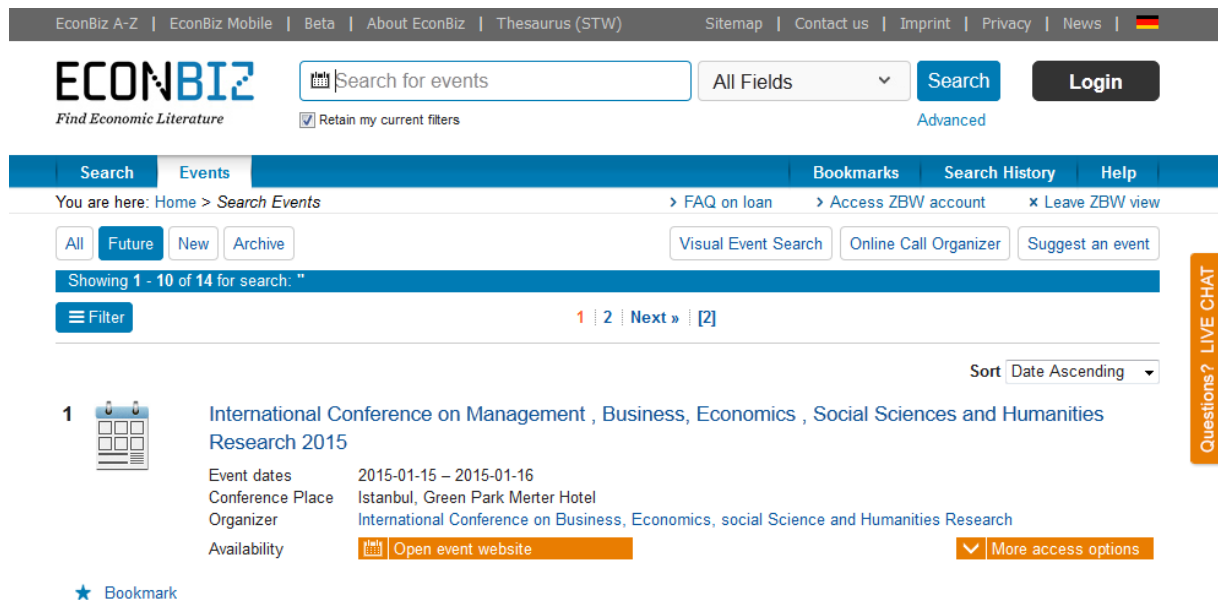 EconBiz A-Z | EconBiz Mobile | Beta | About EconBiz | Thesaurus (STW) Sitemap | Contact us | Imprint | Privacy | News |
ECONBIZ
Find Economic Literature
Search for events
All Fields
Search
Login
Retain my current filters
Advanced
Search Events Bookmarks Search History Help
You are here: Home > Search Events > FAQ on loan > Access ZBW account × Leave ZBW view
All Future New Archive Visual Event Search Online Call Organizer Suggest an event
Showing 1 - 10 of 14 for search: ''
Filter 1 2 Next » [2]
Sort Date Ascending
1 International Conference on Management , Business, Economics , Social Sciences and Humanities
Research 2015
Event dates 2015-01-15 – 2015-01-16
Conference Place Istanbul, Green Park Merter Hotel
Organizer International Conference on Business, Economics, social Science and Humanities Research
Availability Open event website More access options
Bookmark
Questions? LIVE CHAT